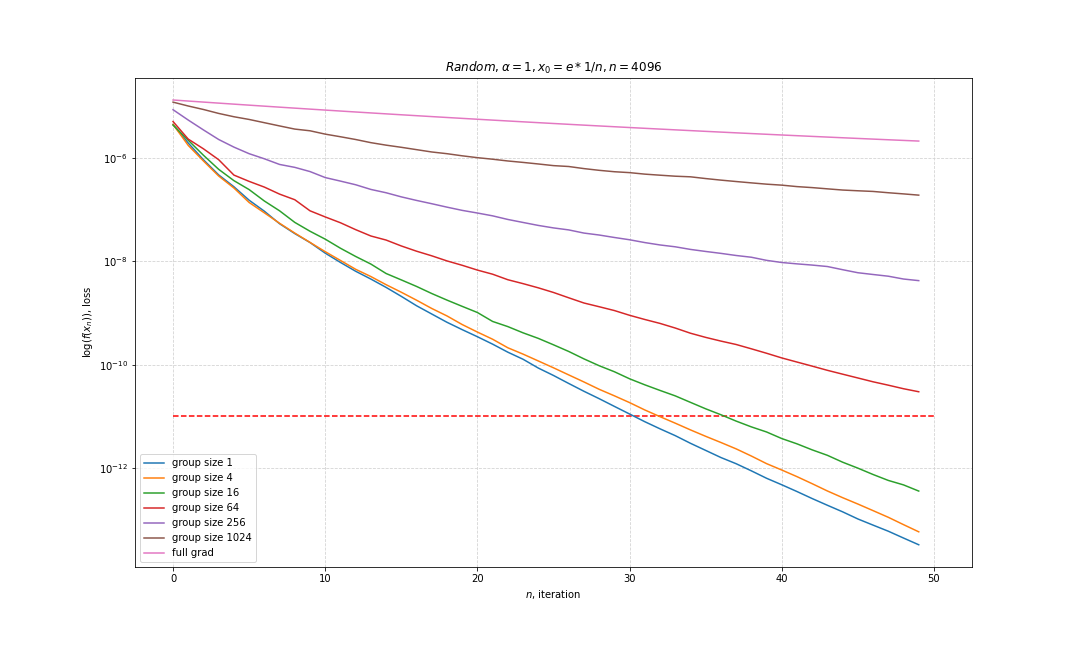 Random, α = 1, x₀ = e * 1/n, n = 4096
log(f(xₙ)), loss
10⁻⁶
10⁻⁸
10⁻¹⁰
10⁻¹²
group size 1
group size 4
group size 16
group size 64
group size 256
group size 1024
full grad
0 10 20 30 40 50
n, iteration